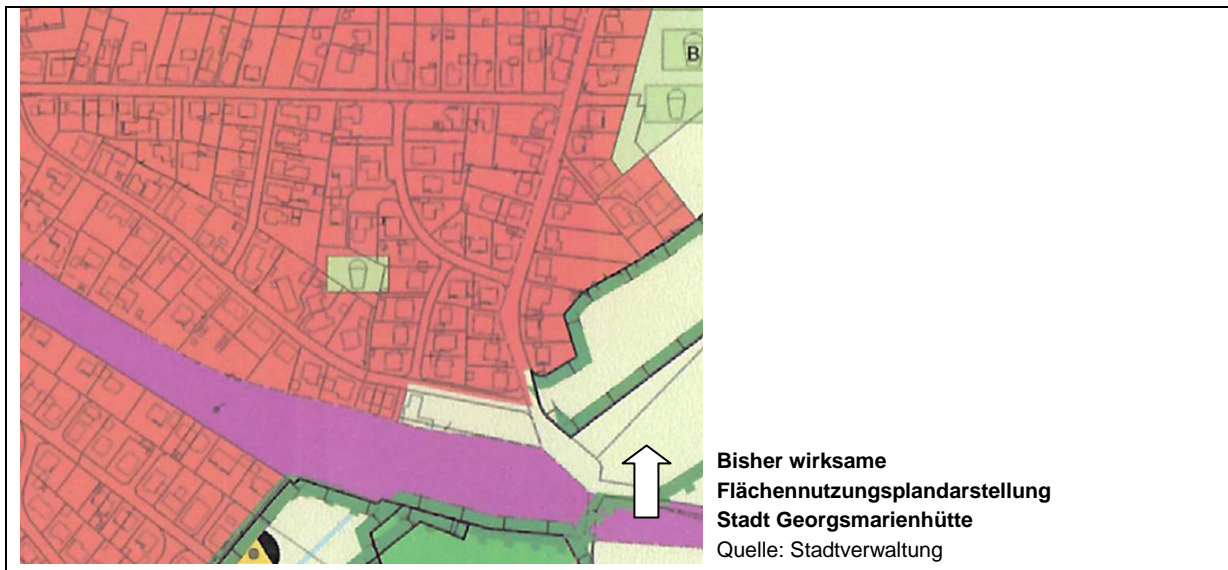 B
Bisher wirksame
Flächennutzungsplandarstellung
Stadt Georgsmarienhütte
Quelle: Stadtverwaltung